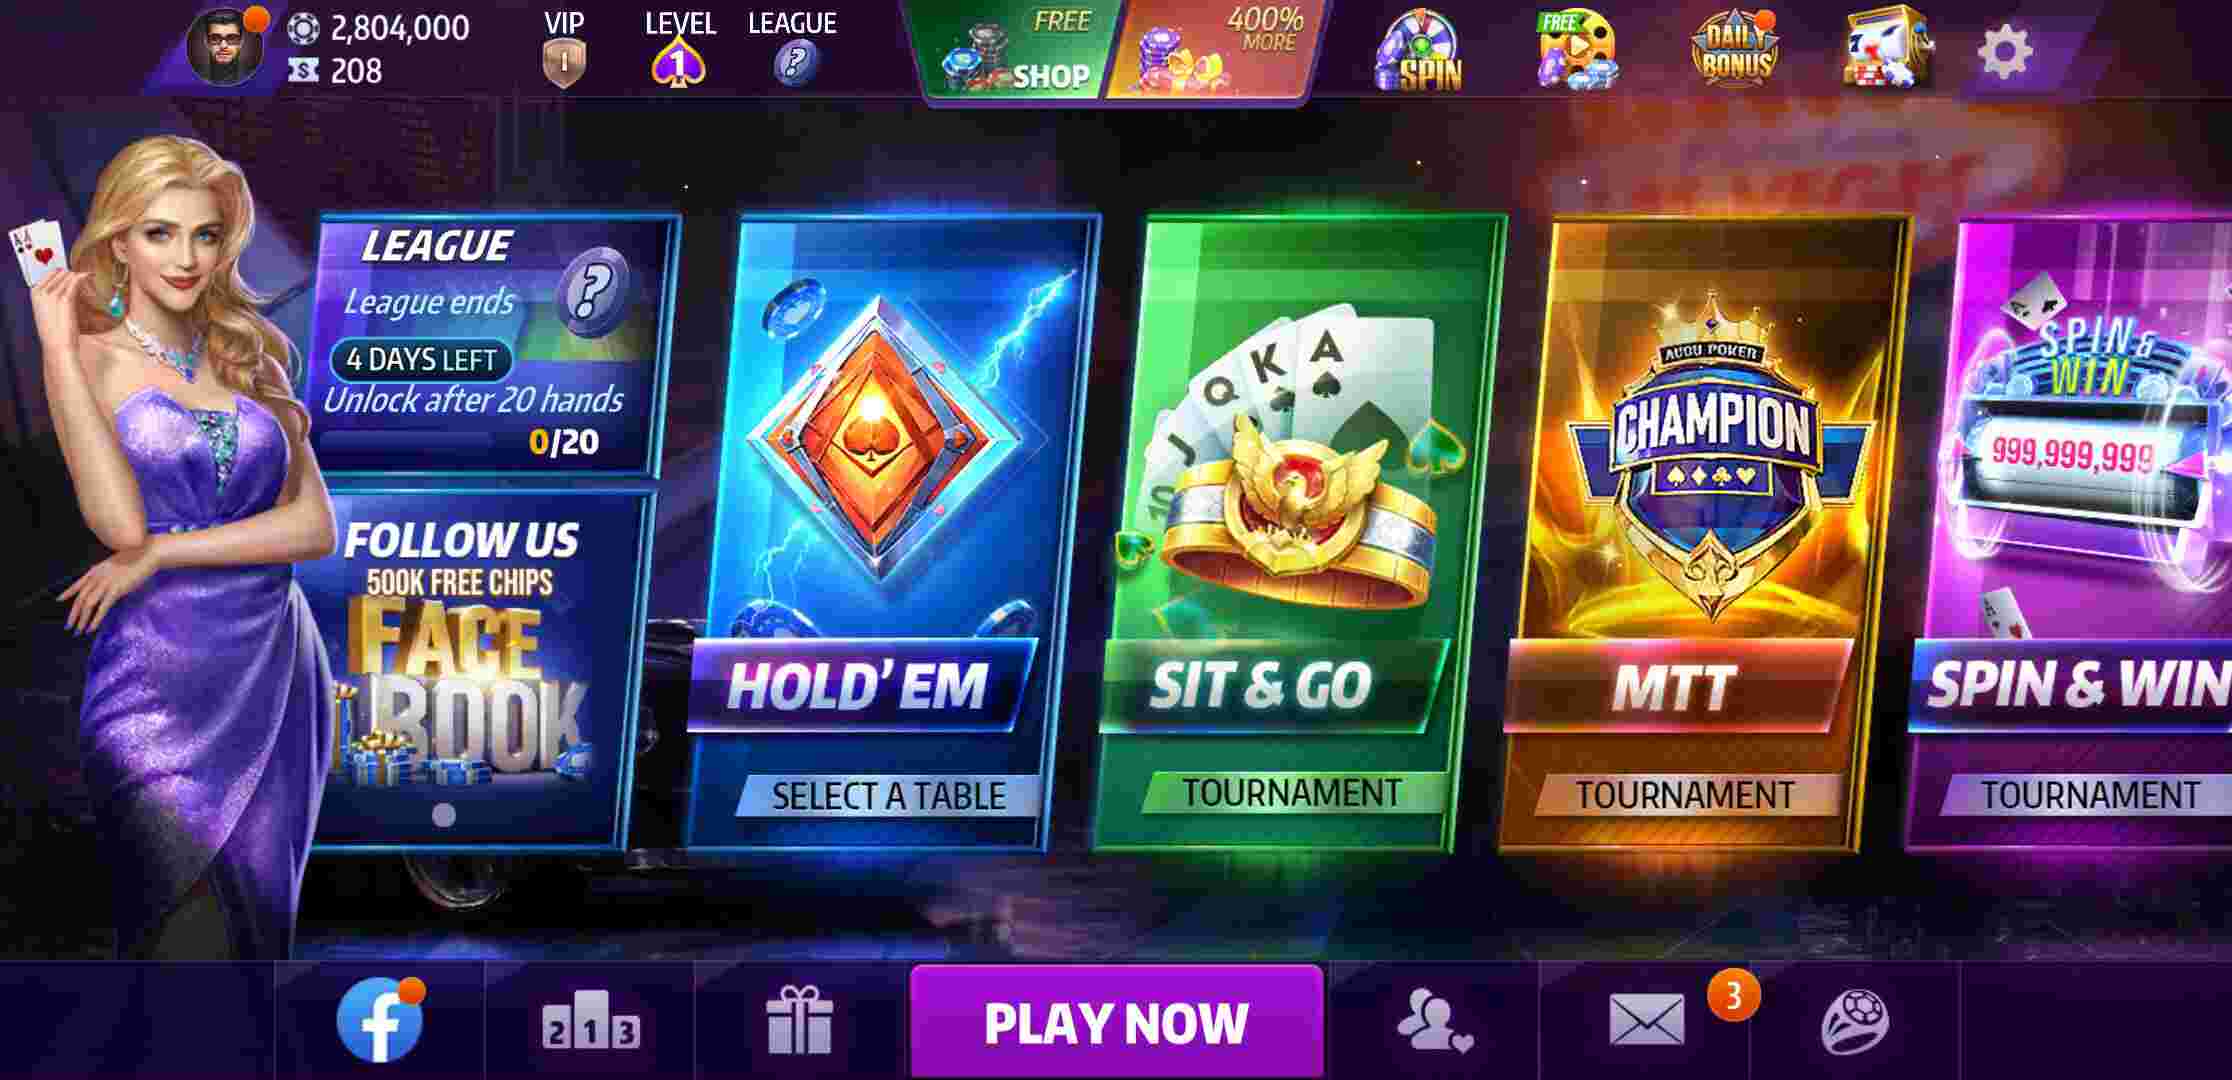 2,804,000
208
VIP
1
LEVEL
1
LEAGUE
?
FREE
SHOP
400%
MORE
SPIN
FREE
DAILY
BONUS
7
LEAGUE
?
League ends
4 DAYS LEFT
Unlock after 20 hands
0/20
FOLLOW US
500K FREE CHIPS
FACE
BOOK
HOLD' EM
SELECT A TABLE
10 J Q K A
SIT & GO
TOURNAMENT
AUDU POKER
CHAMPION
MTT
TOURNAMENT
SPIN &
WIN
999,999,999
A
SPIN & WIN
TOURNAMENT
f
2 1 3
PLAY NOW
3